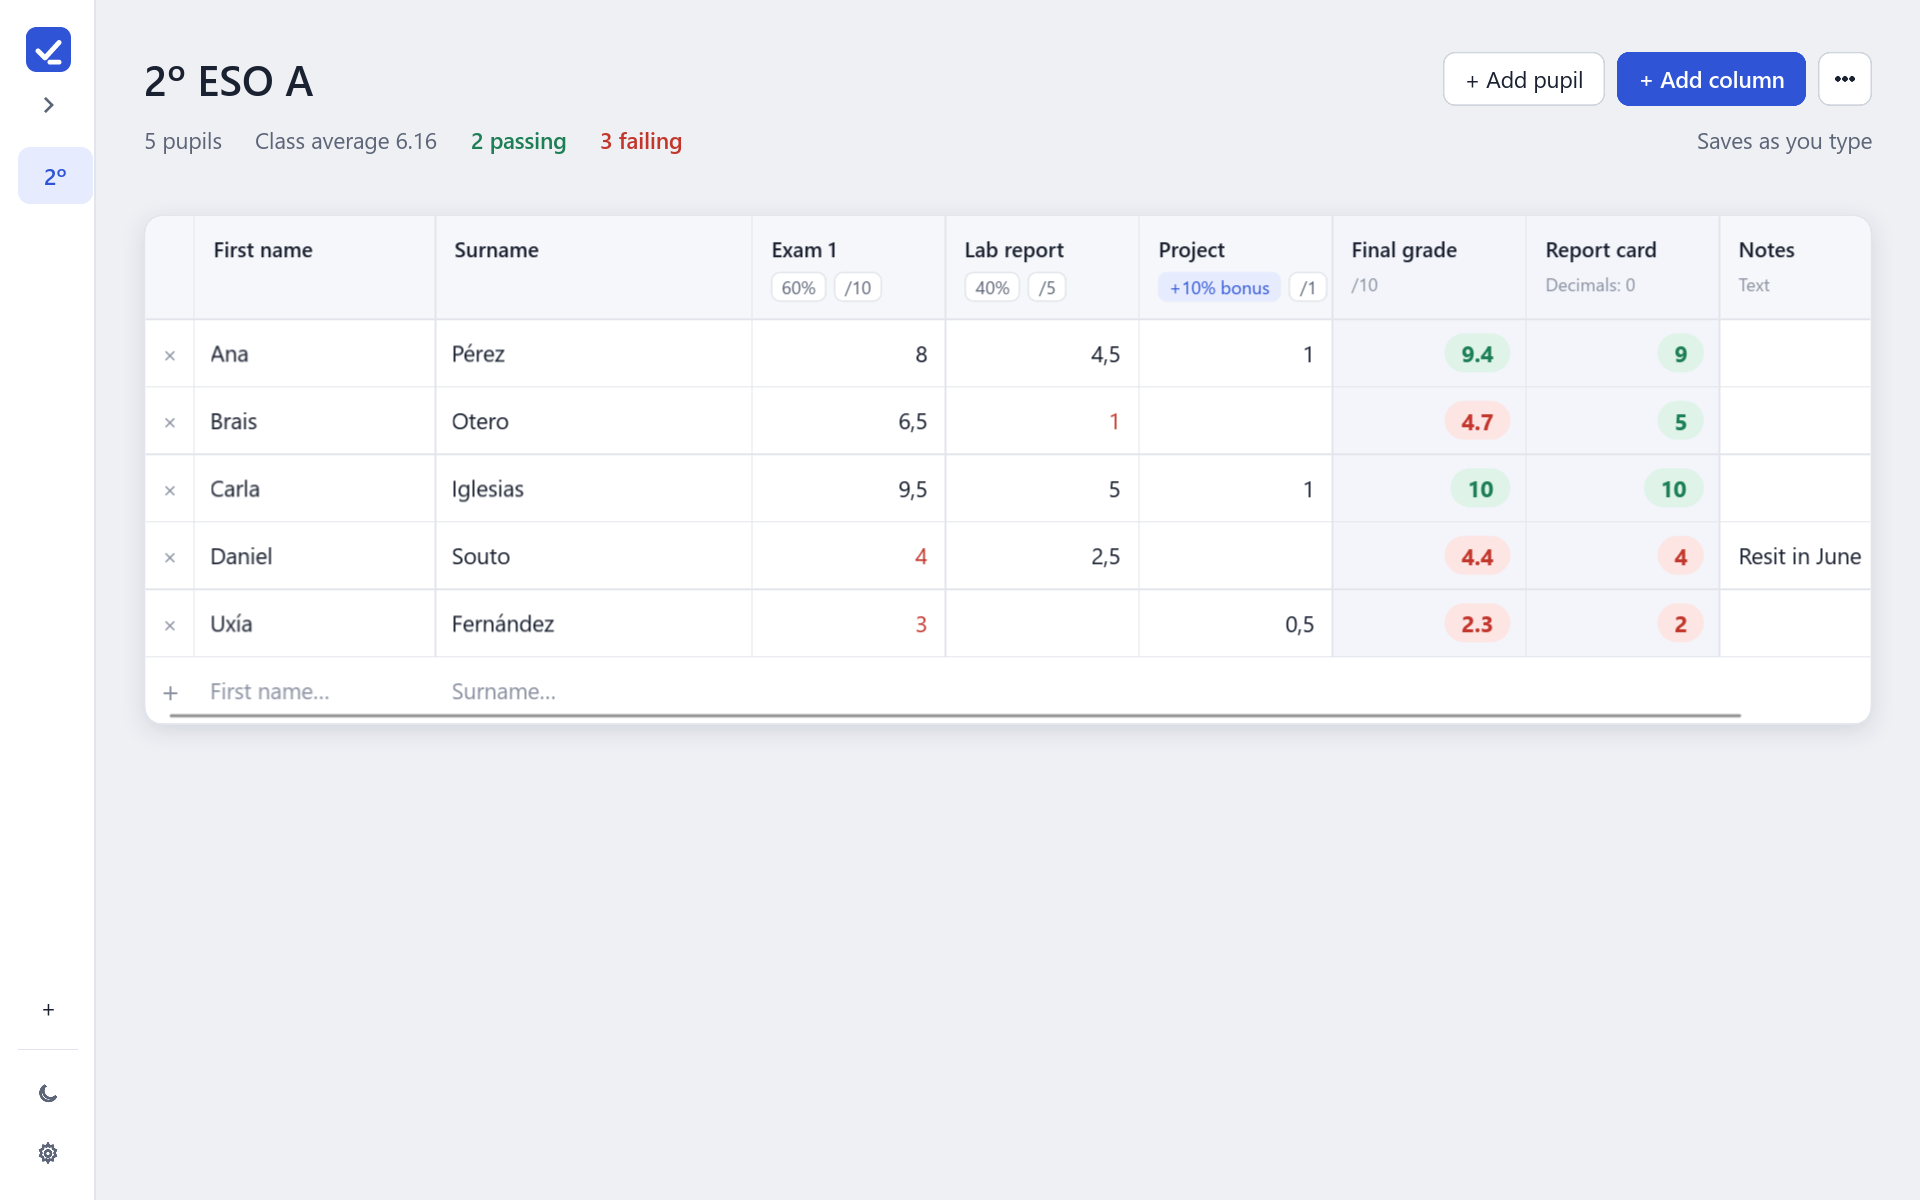 2º ESO A
+ Add pupil
+ Add column
5 pupils Class average 6.16 2 passing 3 failing
Saves as you type
2º
First name Surname Exam 1 Lab report Project Final grade Report card Notes
60% /10 40% /5 +10% bonus /1 /10 Decimals: 0 Text
× Ana Pérez 8 4,5 1 9.4 9
× Brais Otero 6,5 1 4.7 5
× Carla Iglesias 9,5 5 1 10 10
× Daniel Souto 4 2,5 4.4 4 Resit in June
× Uxía Fernández 3 0,5 2.3 2
+ First name... Surname...
+